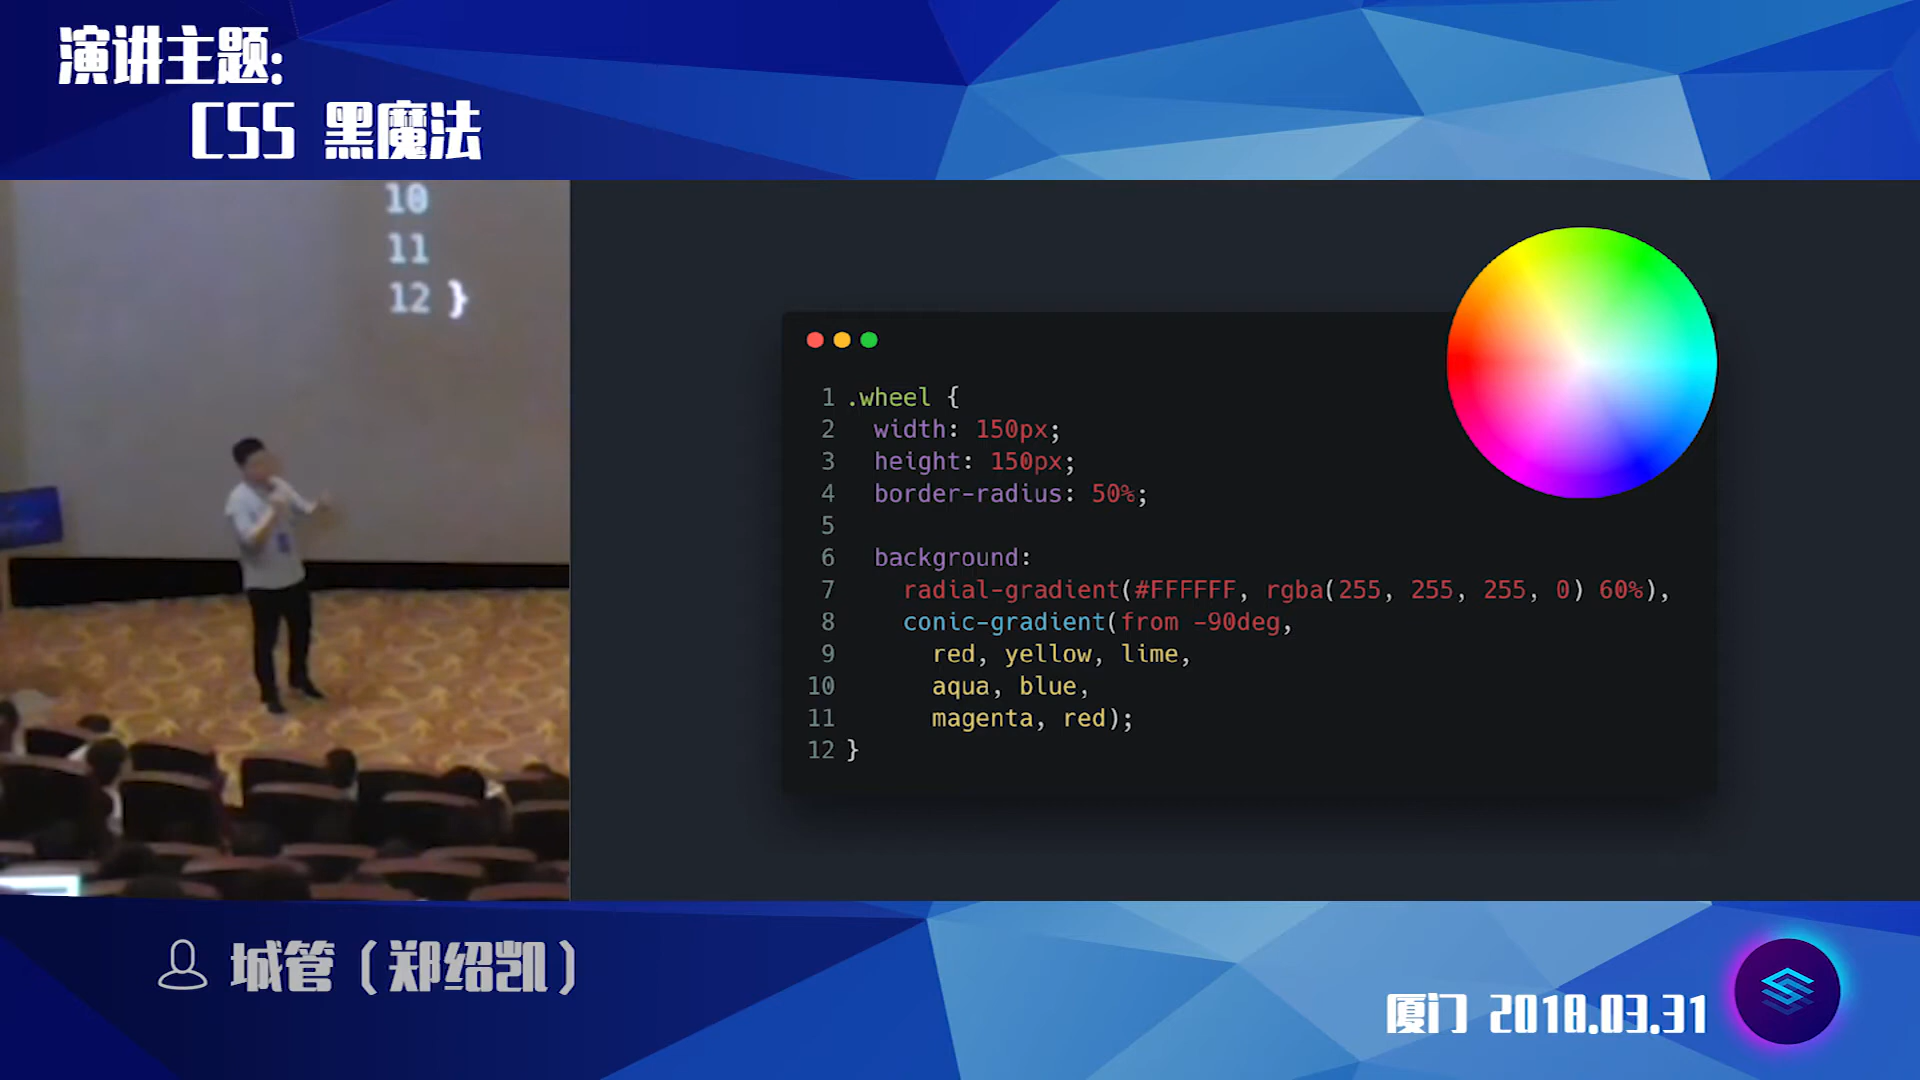 演讲主题:
CSS 黑魔法
10
11
12 }
1 .wheel {
2 width: 150px;
3 height: 150px;
4 border-radius: 50%;
5
6 background:
7 radial-gradient(#FFFFFF, rgba(255, 255, 255, 0) 60%),
8 conic-gradient(from -90deg,
9 red, yellow, lime,
10 aqua, blue,
11 magenta, red);
12 }
城管(郑绍凯)
厦门 2018.03.31